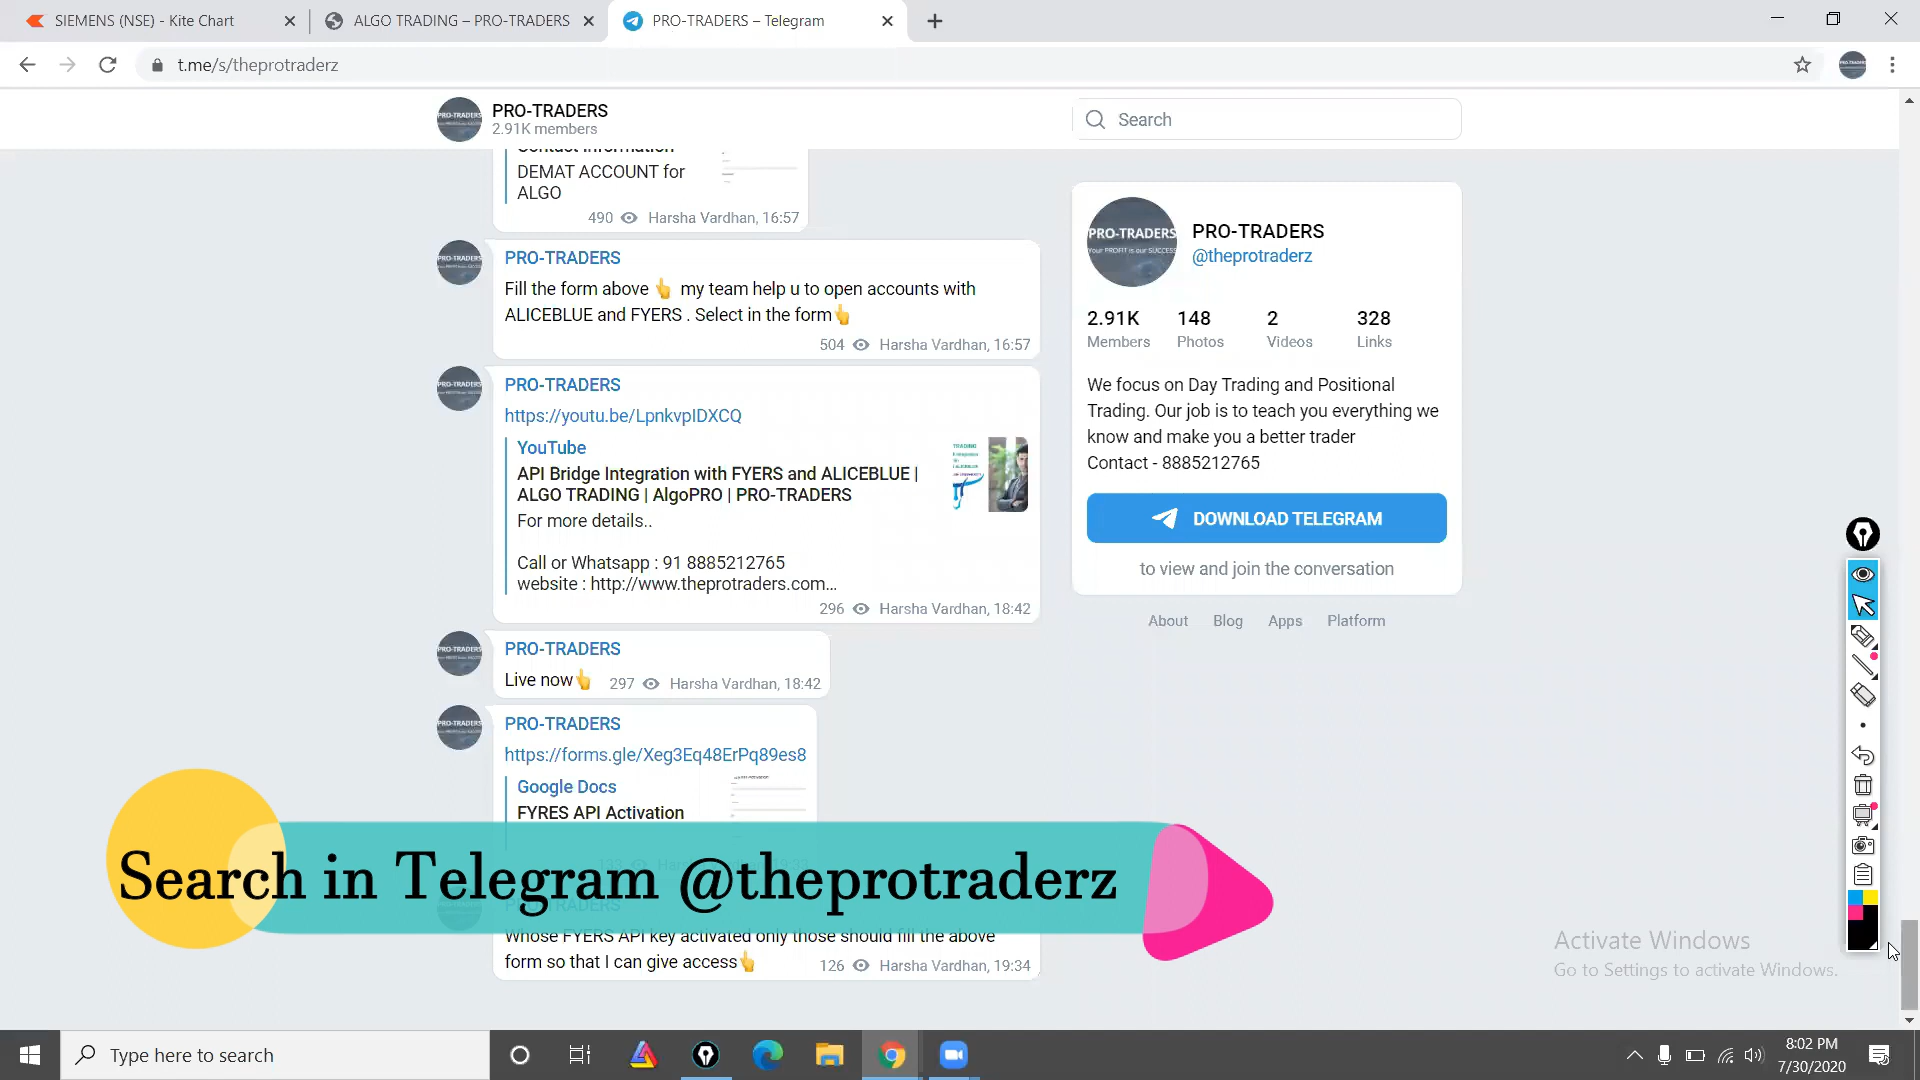 SIEMENS (NSE) - Kite Chart
ALGO TRADING – PRO-TRADERS
PRO-TRADERS – Telegram
t.me/s/theprotraderz
PRO-TRADERS
2.91K members
Search
Contact Information
DEMAT ACCOUNT for
ALGO
490 Harsha Vardhan, 16:57
PRO-TRADERS
Fill the form above 👆 my team help u to open accounts with
ALICEBLUE and FYERS . Select in the form👆
504 Harsha Vardhan, 16:57
PRO-TRADERS
https://youtu.be/LpnkvpIDXCQ
YouTube
API Bridge Integration with FYERS and ALICEBLUE |
ALGO TRADING | AlgoPRO | PRO-TRADERS
For more details..
Call or Whatsapp : 91 8885212765
website : http://www.theprotraders.com...
296 Harsha Vardhan, 18:42
PRO-TRADERS
Live now👆 297 Harsha Vardhan, 18:42
PRO-TRADERS
https://forms.gle/Xeg3Eq48ErPq89es8
Google Docs
FYRES API Activation
Search in Telegram @theprotraderz
Whose FYERS API key activated only those should fill the above
form so that I can give access👆 126 Harsha Vardhan, 19:34
PRO-TRADERS
Your PROFIT is our SUCCESS
PRO-TRADERS
@theprotraderz
2.91K 148 2 328
Members Photos Videos Links
We focus on Day Trading and Positional
Trading. Our job is to teach you everything we
know and make you a better trader
Contact - 8885212765
DOWNLOAD TELEGRAM
to view and join the conversation
About Blog Apps Platform
Activate Windows
Go to Settings to activate Windows.
Type here to search
8:02 PM
7/30/2020